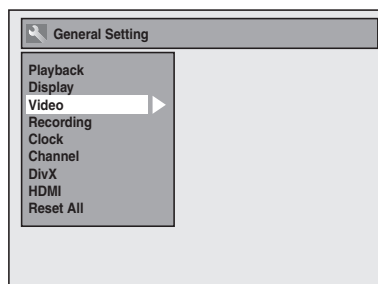 General Setting
Playback
Display
Video
Recording
Clock
Channel
DivX
HDMI
Reset All